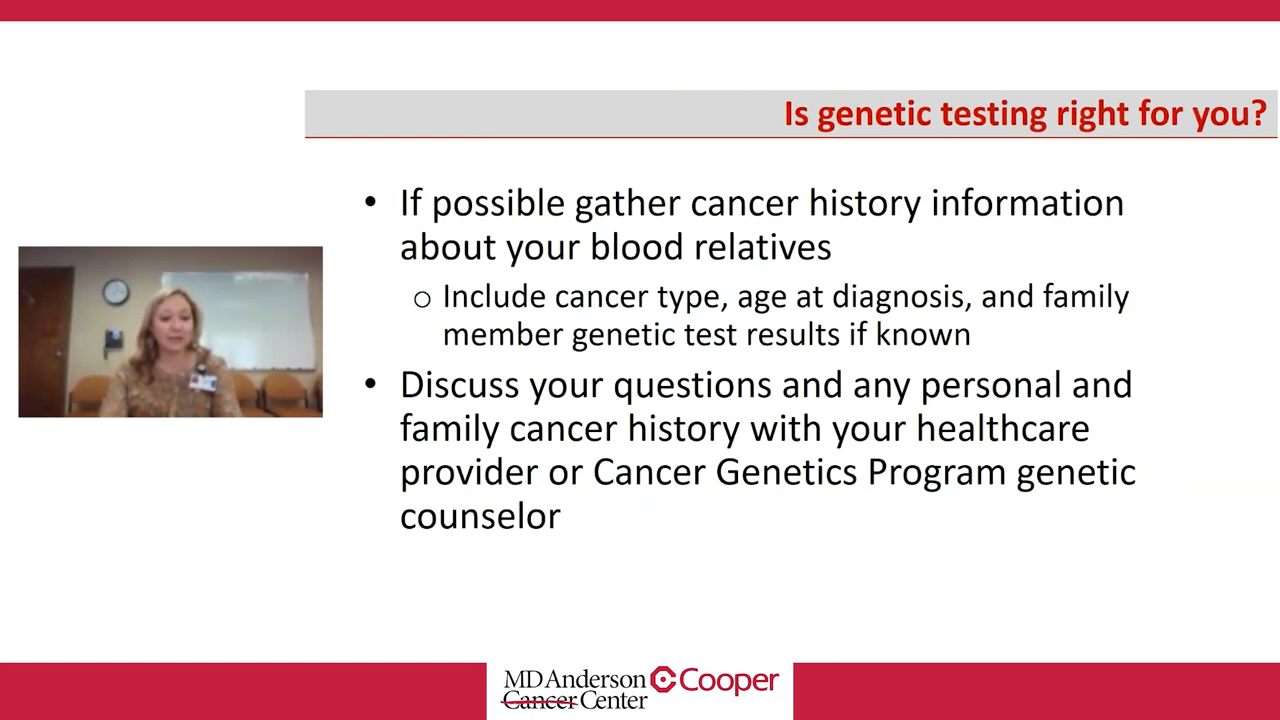 Is genetic testing right for you?
• If possible gather cancer history information
about your blood relatives
o Include cancer type, age at diagnosis, and family
member genetic test results if known
• Discuss your questions and any personal and
family cancer history with your healthcare
provider or Cancer Genetics Program genetic
counselor
MD Anderson Cooper
Cancer Center